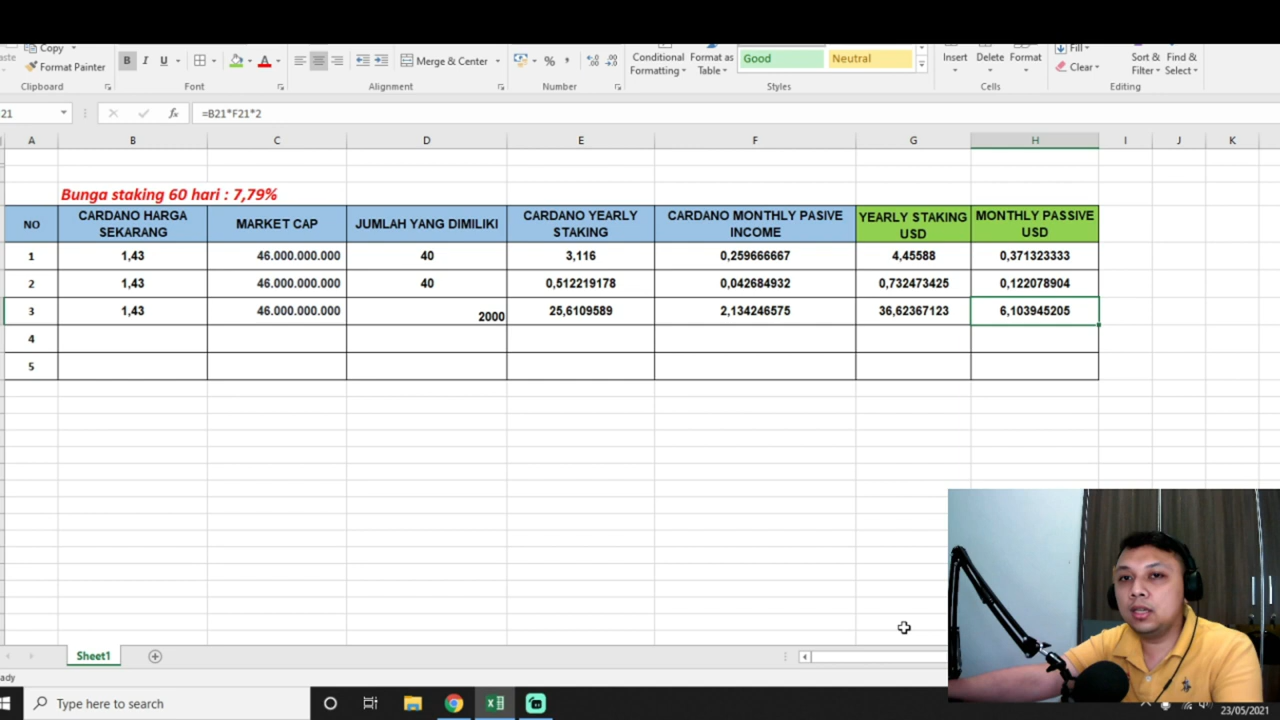 Copy
Format Painter
Clipboard
B I U A
Font
Alignment
Merge & Center
% ,
Number
Conditional Formatting
Format as Table
Good
Neutral
Styles
Insert
Delete
Format
Cells
Fill
Clear
Sort & Filter
Find & Select
Editing
21
fx =B21*F21*2
A B C D E F G H I J K
Bunga staking 60 hari : 7,79%
NO CARDANO HARGA SEKARANG MARKET CAP JUMLAH YANG DIMILIKI CARDANO YEARLY STAKING CARDANO MONTHLY PASIVE INCOME YEARLY STAKING USD MONTHLY PASSIVE USD
1 1,43 46.000.000.000 40 3,116 0,259666667 4,45588 0,371323333
2 1,43 46.000.000.000 40 0,512219178 0,042684932 0,732473425 0,122078904
3 1,43 46.000.000.000 2000 25,6109589 2,134246575 36,62367123 6,103945205
4
5
Sheet1
ady
Type here to search
23/05/2021